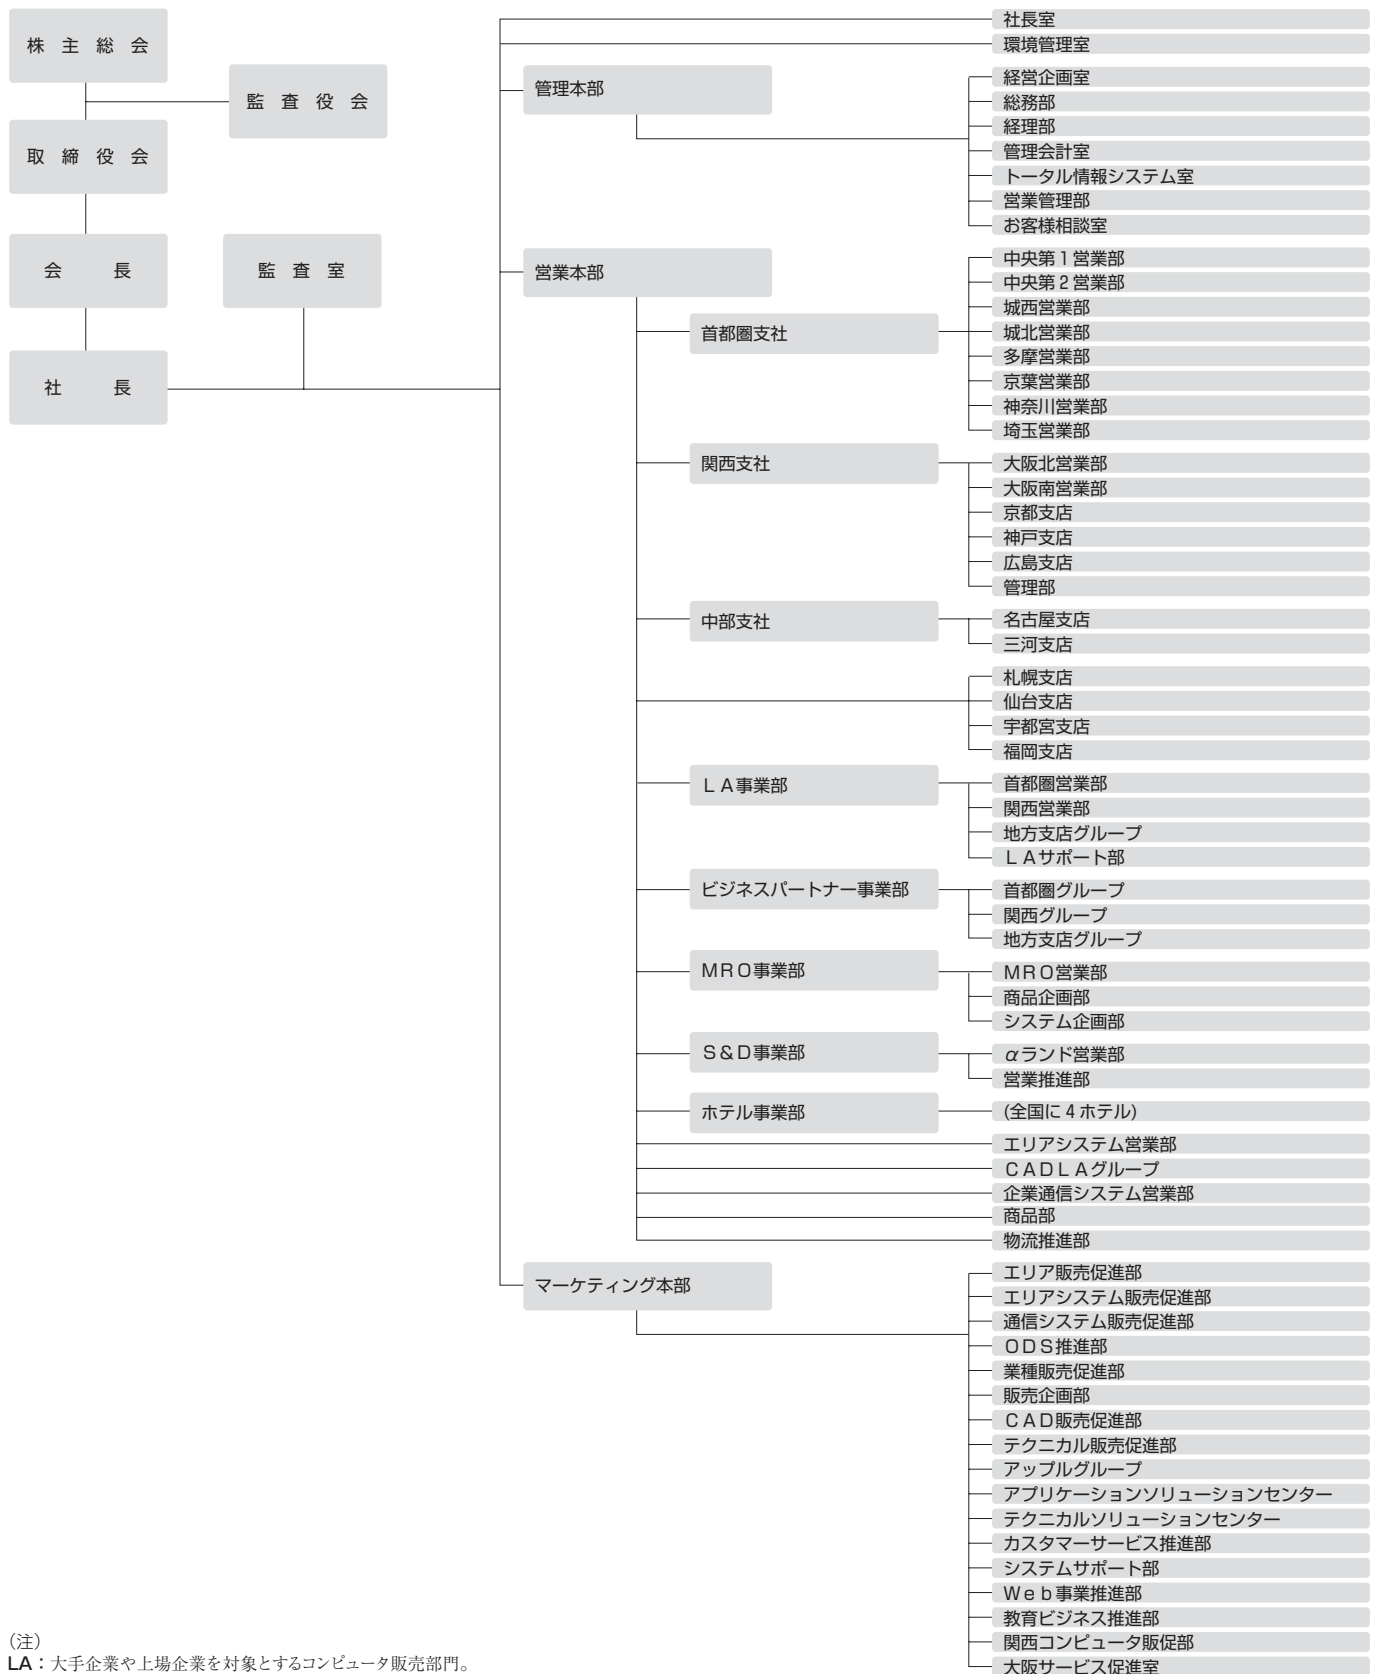 株主総会
監査役会
取締役会
会長
監査室
社長
社長室
環境管理室
管理本部
経営企画室
総務部
経理部
管理会計室
トータル情報システム室
営業管理部
お客様相談室
営業本部
首都圏支社
中央第1営業部
中央第2営業部
城西営業部
城北営業部
多摩営業部
京葉営業部
神奈川営業部
埼玉営業部
関西支社
大阪北営業部
大阪南営業部
京都支店
神戸支店
広島支店
管理部
中部支社
名古屋支店
三河支店
札幌支店
仙台支店
宇都宮支店
福岡支店
LA事業部
首都圏営業部
関西営業部
地方支店グループ
LAサポート部
ビジネスパートナー事業部
首都圏グループ
関西グループ
地方支店グループ
MRO事業部
MRO営業部
商品企画部
システム企画部
S&D事業部
αランド営業部
営業推進部
ホテル事業部
(全国に4ホテル)
エリアシステム営業部
CADLAグループ
企業通信システム営業部
商品部
物流推進部
マーケティング本部
エリア販売促進部
エリアシステム販売促進部
通信システム販売促進部
ODS推進部
業種販売促進部
販売企画部
CAD販売促進部
テクニカル販売促進部
アップルグループ
アプリケーションソリューションセンター
テクニカルソリューションセンター
カスタマーサービス推進部
システムサポート部
Web事業推進部
教育ビジネス推進部
関西コンピュータ販促部
大阪サービス促進室
(注)
LA:大手企業や上場企業を対象とするコンピュータ販売部門。